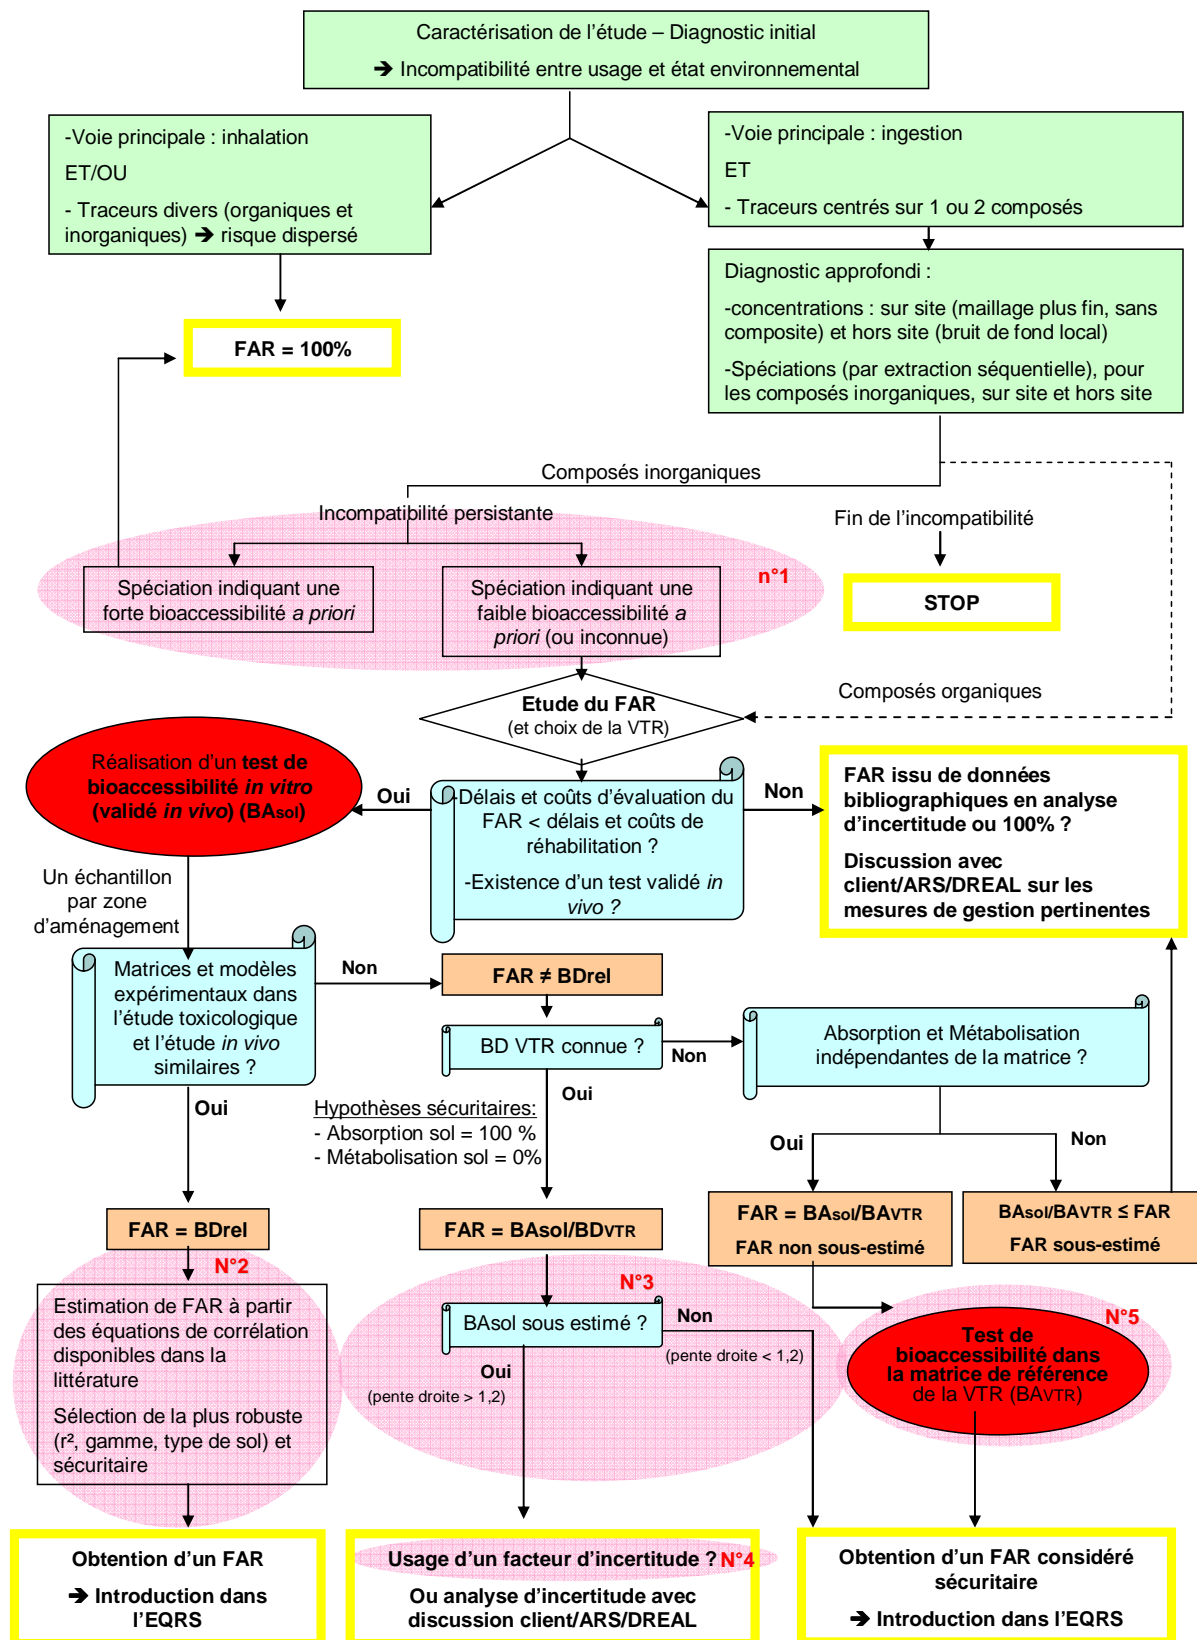 Caractérisation de l’étude – Diagnostic initial
➔ Incompatibilité entre usage et état environnemental
-Voie principale : inhalation
ET/OU
- Traceurs divers (organiques et
inorganiques) ➔ risque dispersé
-Voie principale : ingestion
ET
- Traceurs centrés sur 1 ou 2 composés
Diagnostic approfondi :
-concentrations : sur site (maillage plus fin, sans
composite) et hors site (bruit de fond local)
-Spéciations (par extraction séquentielle), pour
les composés inorganiques, sur site et hors site
FAR = 100%
Composés inorganiques
Incompatibilité persistante
Fin de l’incompatibilité
n°1
Spéciation indiquant une
forte bioaccessibilité a priori
Spéciation indiquant une
faible bioaccessibilité a
priori (ou inconnue)
STOP
Composés organiques
Etude du FAR
(et choix de la VTR)
Réalisation d’un test de
bioaccessibilité in vitro
(validé in vivo) (BAsol)
Oui
-Délais et coûts d’évaluation du
FAR < délais et coûts de
réhabilitation ?
-Existence d’un test validé in
vivo ?
Non
FAR issu de données
bibliographiques en analyse
d’incertitude ou 100% ?
Discussion avec
client/ARS/DREAL sur les
mesures de gestion pertinentes
Un échantillon
par zone
d’aménagement
Matrices et modèles
expérimentaux dans
l’étude toxicologique
et l’étude in vivo
similaires ?
Non
FAR ≠ BDrel
BD VTR connue ?
Non
Absorption et Métabolisation
indépendantes de la matrice ?
Oui
Oui
Hypothèses sécuritaires:
- Absorption sol = 100 %
- Métabolisation sol = 0%
Oui
Non
FAR = BDrel
FAR = BAsol/BDVTR
FAR = BAsol/BAVTR
FAR non sous-estimé
BAsol/BAVTR ≤ FAR
FAR sous-estimé
N°2
Estimation de FAR à partir
des équations de corrélation
disponibles dans la
littérature
Sélection de la plus robuste
(r², gamme, type de sol) et
sécuritaire
N°3
BAsol sous estimé ?
Non
(pente droite < 1,2)
Oui
(pente droite > 1,2)
N°5
Test de
bioaccessibilité dans
la matrice de référence
de la VTR (BAVTR)
Obtention d’un FAR
➔ Introduction dans
l’EQRS
Usage d’un facteur d’incertitude ? N°4
Ou analyse d’incertitude avec
discussion client/ARS/DREAL
Obtention d’un FAR considéré
sécuritaire
➔ Introduction dans l’EQRS